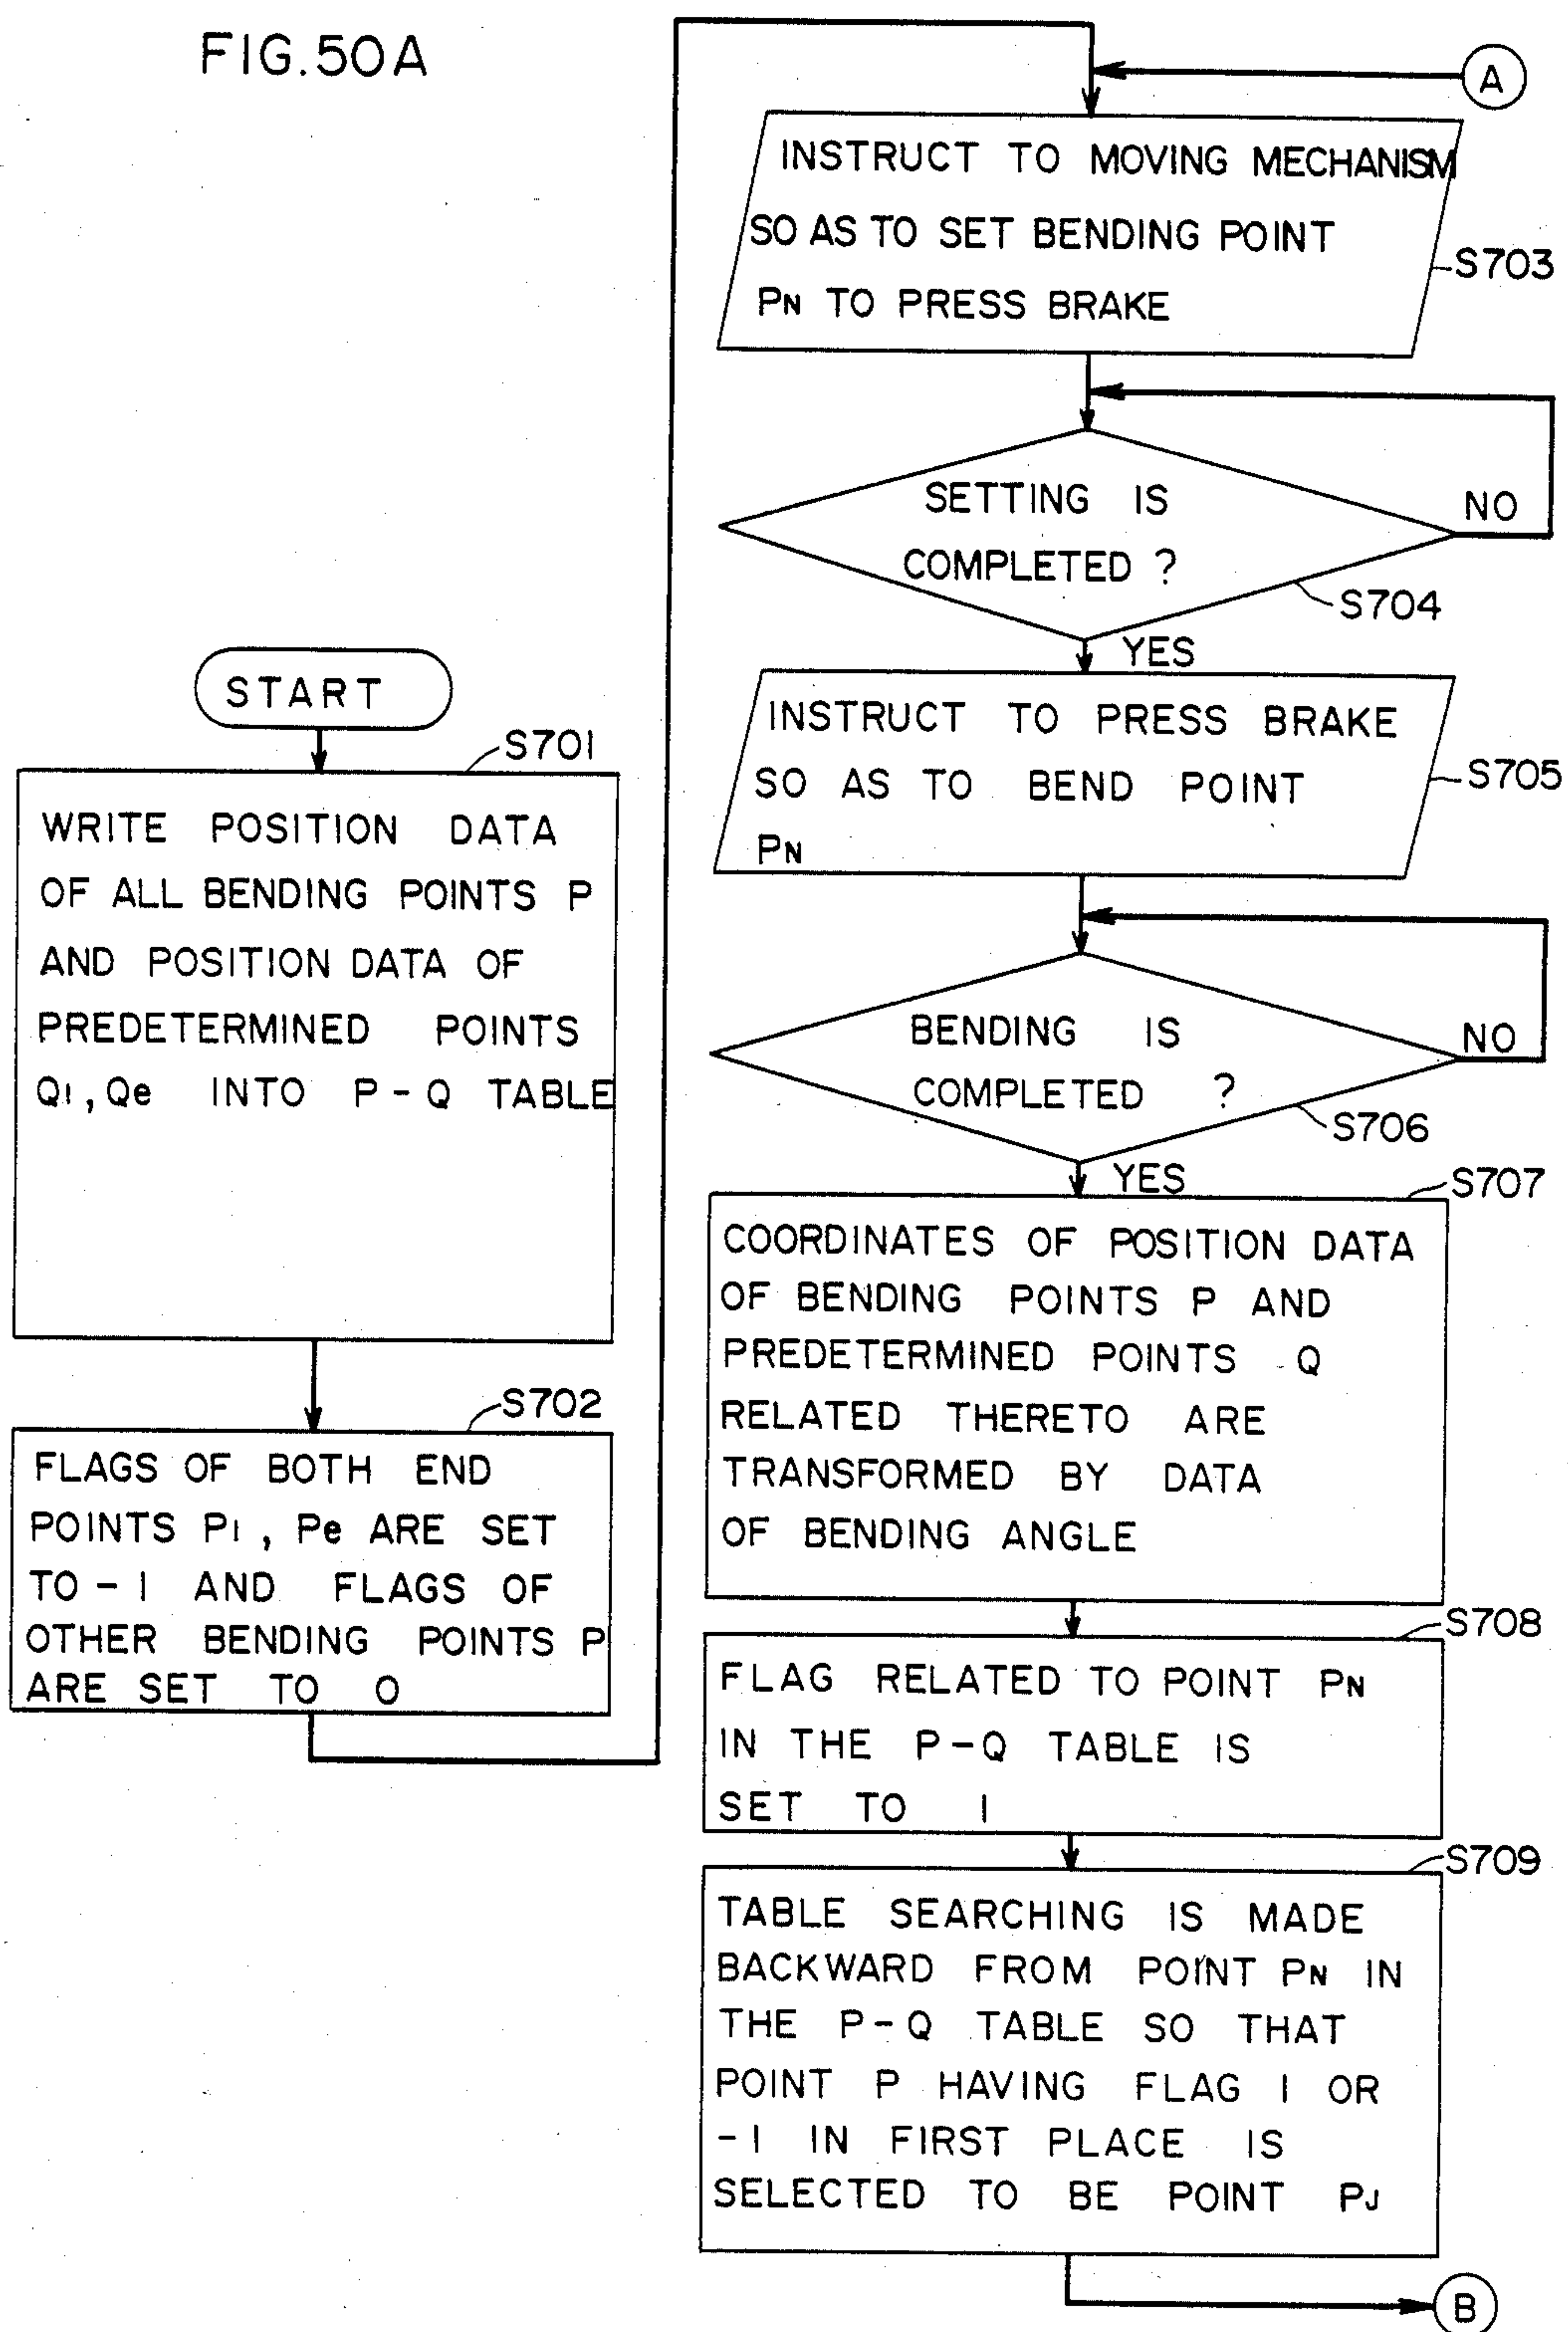 FIG.50A
START
S701
WRITE POSITION DATA
OF ALL BENDING POINTS P
AND POSITION DATA OF
PREDETERMINED POINTS
Q1, Qe INTO P-Q TABLE
S702
FLAGS OF BOTH END
POINTS P1, Pe ARE SET
TO -1 AND FLAGS OF
OTHER BENDING POINTS P
ARE SET TO 0
A
INSTRUCT TO MOVING MECHANISM
SO AS TO SET BENDING POINT
PN TO PRESS BRAKE
S703
SETTING IS
COMPLETED ?
NO
S704
YES
INSTRUCT TO PRESS BRAKE
SO AS TO BEND POINT
PN
S705
BENDING IS
COMPLETED ?
NO
S706
YES
S707
COORDINATES OF POSITION DATA
OF BENDING POINTS P AND
PREDETERMINED POINTS Q
RELATED THERETO ARE
TRANSFORMED BY DATA
OF BENDING ANGLE
S708
FLAG RELATED TO POINT PN
IN THE P-Q TABLE IS
SET TO 1
S709
TABLE SEARCHING IS MADE
BACKWARD FROM POINT PN IN
THE P-Q TABLE SO THAT
POINT P HAVING FLAG 1 OR
-1 IN FIRST PLACE IS
SELECTED TO BE POINT PJ
B